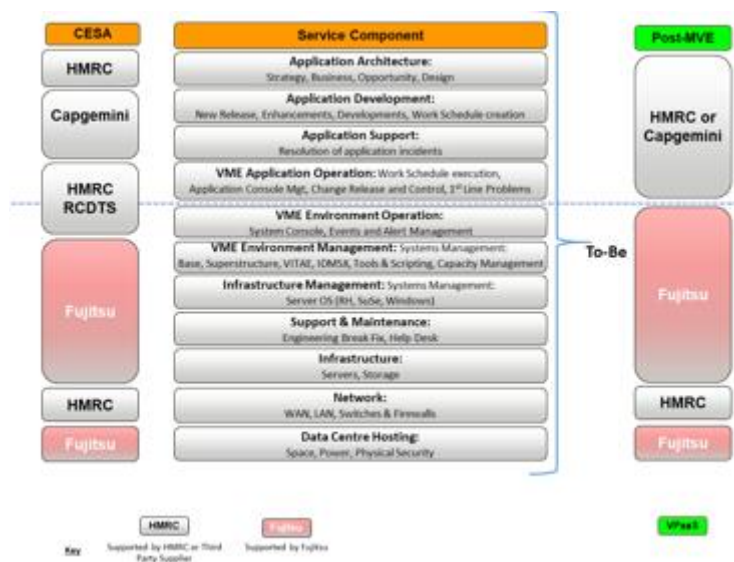 CESA
Service Component
Post-MVE
HMRC
Application Architecture:
Strategy, Business, Opportunity, Design
Capgemini
Application Development:
New Release, Enhancements, Developments, Work Schedule creation
Application Support:
Resolution of application incidents
HMRC or
Capgemini
HMRC
RCDTS
VME Application Operation: Work Schedule execution,
Application Console Mgt, Change Release and Control, 1st Line Problems
VME Environment Operation:
System Console, Events and Alert Management
To-Be
Fujitsu
VME Environment Management: Systems Management:
Base, Superstructure, VITAE, IDMSX, Tools & Scripting, Capacity Management
Infrastructure Management: Systems Management:
Server OS (RH, SuSe, Windows)
Support & Maintenance:
Engineering Break Fix, Help Desk
Infrastructure:
Servers, Storage
Fujitsu
HMRC
Network:
WAN, LAN, Switches & Firewalls
HMRC
Fujitsu
Data Centre Hosting:
Space, Power, Physical Security
Fujitsu
Key
HMRC
Supported by HMRC or Third
Party Supplier
Fujitsu
Supported by Fujitsu
VPaaS